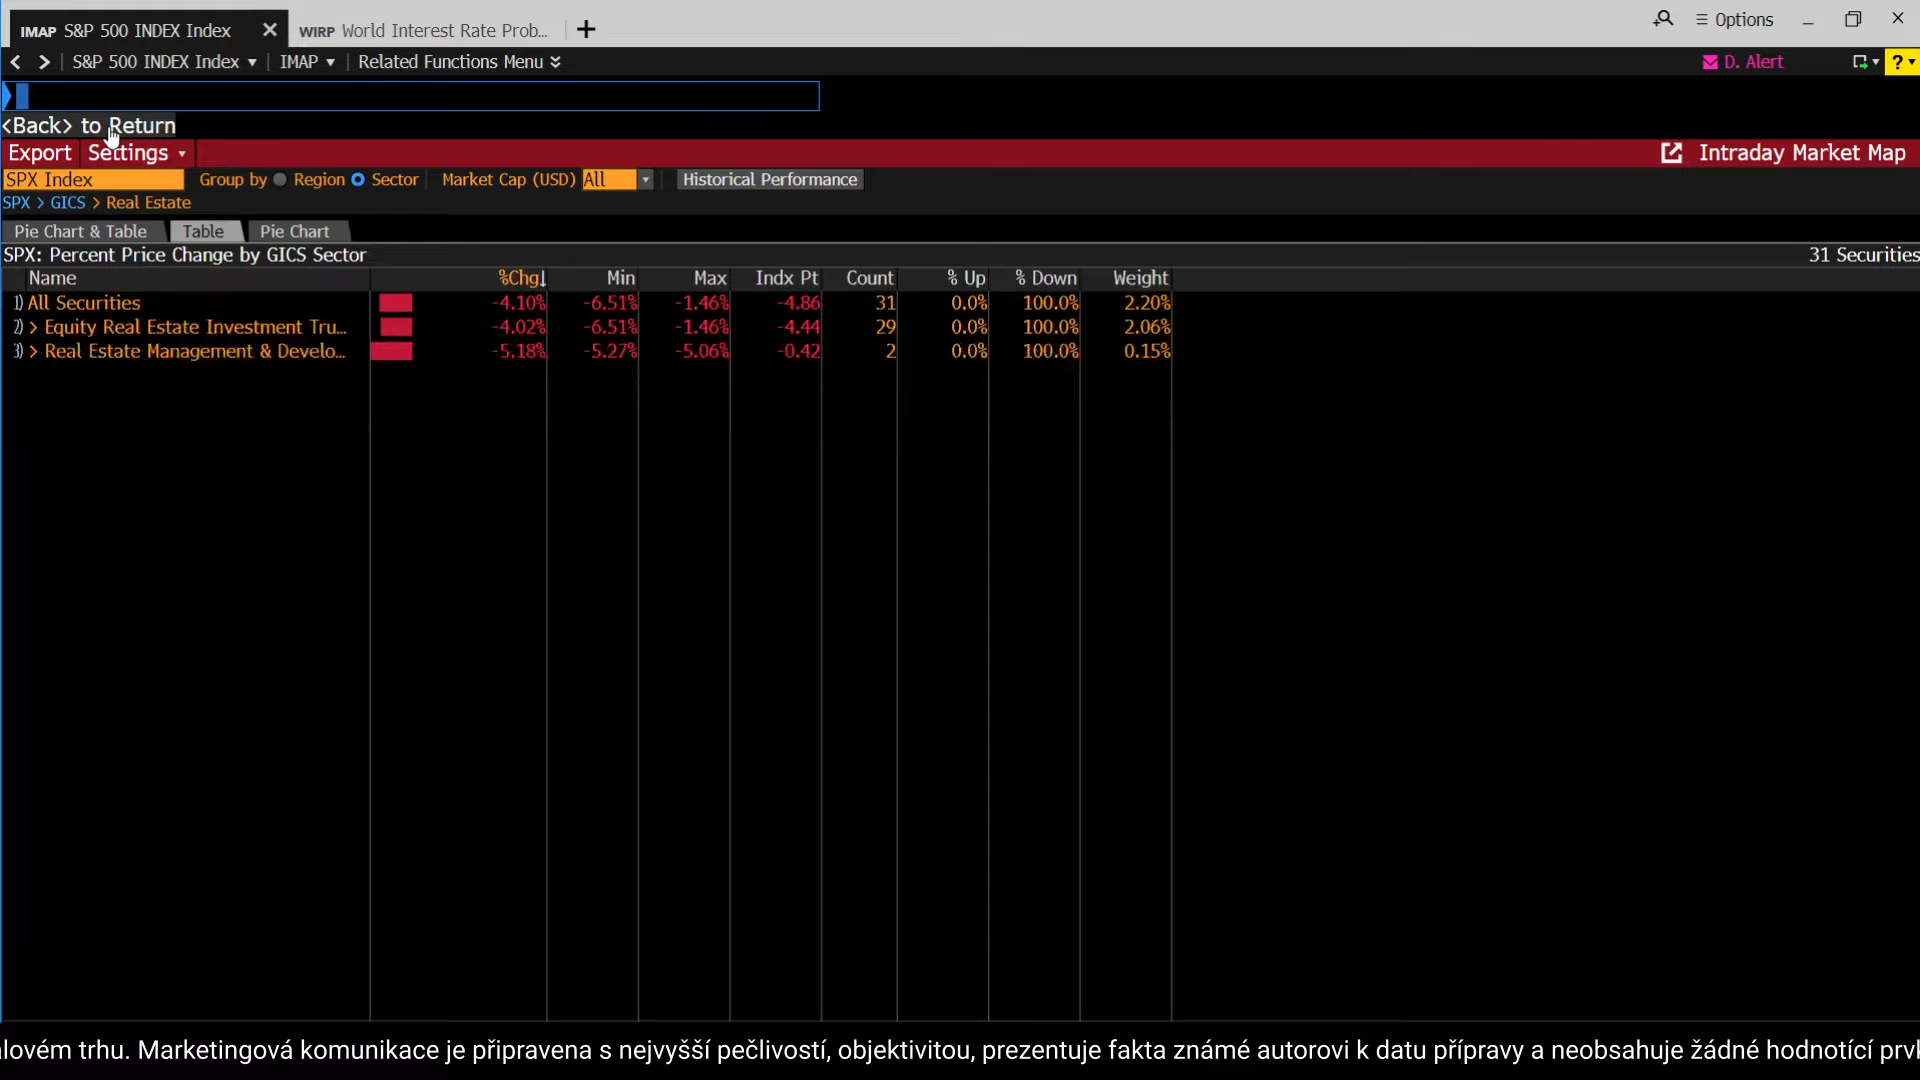 IMAP S&P 500 INDEX Index WIRP World Interest Rate Prob... Options
S&P 500 INDEX Index IMAP Related Functions Menu D. Alert ?
<Back> to Return
Export Settings Intraday Market Map
SPX Index Group by Region Sector Market Cap (USD) All Historical Performance
SPX > GICS > Real Estate
Pie Chart & Table Table Pie Chart
SPX: Percent Price Change by GICS Sector 31 Securities
Name %Chg↓ Min Max Indx Pt Count % Up % Down Weight
1) All Securities -4.10% -6.51% -1.46% -4.86 31 0.0% 100.0% 2.20%
2) > Equity Real Estate Investment Tru... -4.02% -6.51% -1.46% -4.44 29 0.0% 100.0% 2.06%
3) > Real Estate Management & Develo... -5.18% -5.27% -5.06% -0.42 2 0.0% 100.0% 0.15%
alovém trhu. Marketingová komunikace je připravena s nejvyšší pečlivostí, objektivitou, prezentuje fakta známé autorovi k datu přípravy a neobsahuje žádné hodnotící prvk